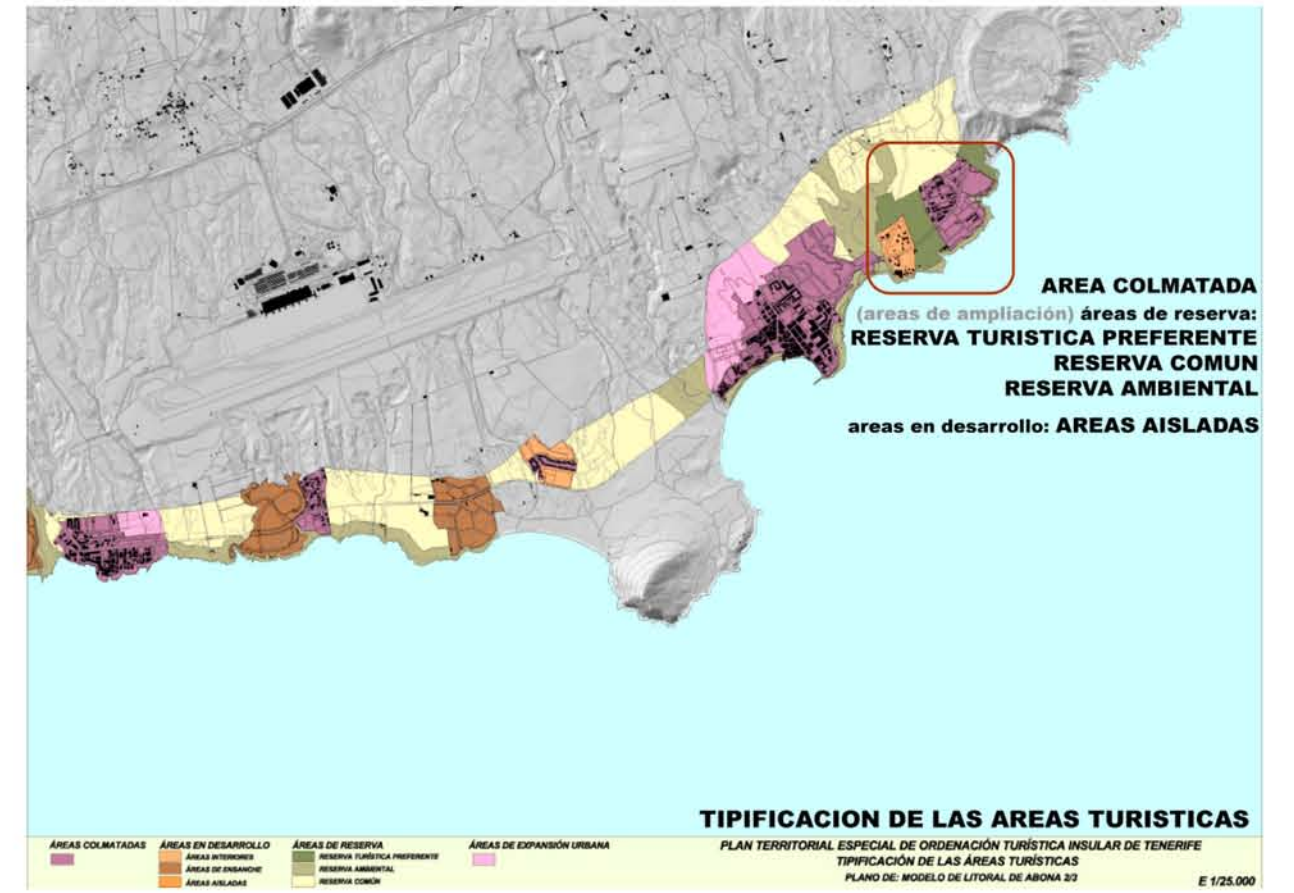 AREA COLMATADA
(areas de ampliación) áreas de reserva:
RESERVA TURISTICA PREFERENTE
RESERVA COMUN
RESERVA AMBIENTAL
areas en desarrollo: AREAS AISLADAS
TIPIFICACION DE LAS AREAS TURISTICAS
ÁREAS COLMATADAS
ÁREAS EN DESARROLLO
ÁREAS INTERIORES
ÁREAS DE ENSANCHE
ÁREAS AISLADAS
ÁREAS DE RESERVA
RESERVA TURÍSTICA PREFERENTE
RESERVA AMBIENTAL
RESERVA COMÚN
ÁREAS DE EXPANSIÓN URBANA
PLAN TERRITORIAL ESPECIAL DE ORDENACIÓN TURÍSTICA INSULAR DE TENERIFE
TIPIFICACIÓN DE LAS ÁREAS TURÍSTICAS
PLANO DE: MODELO DE LITORAL DE ABONA 2/3
E 1/25.000